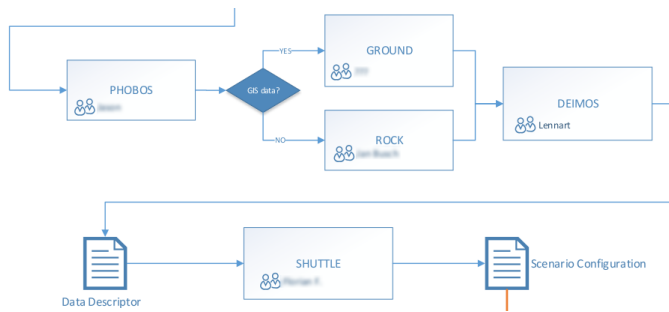 PHOBOS
GIS data?
YES
NO
GROUND
ROCK
DEIMOS
Lennart
Data Descriptor
SHUTTLE
Scenario Configuration